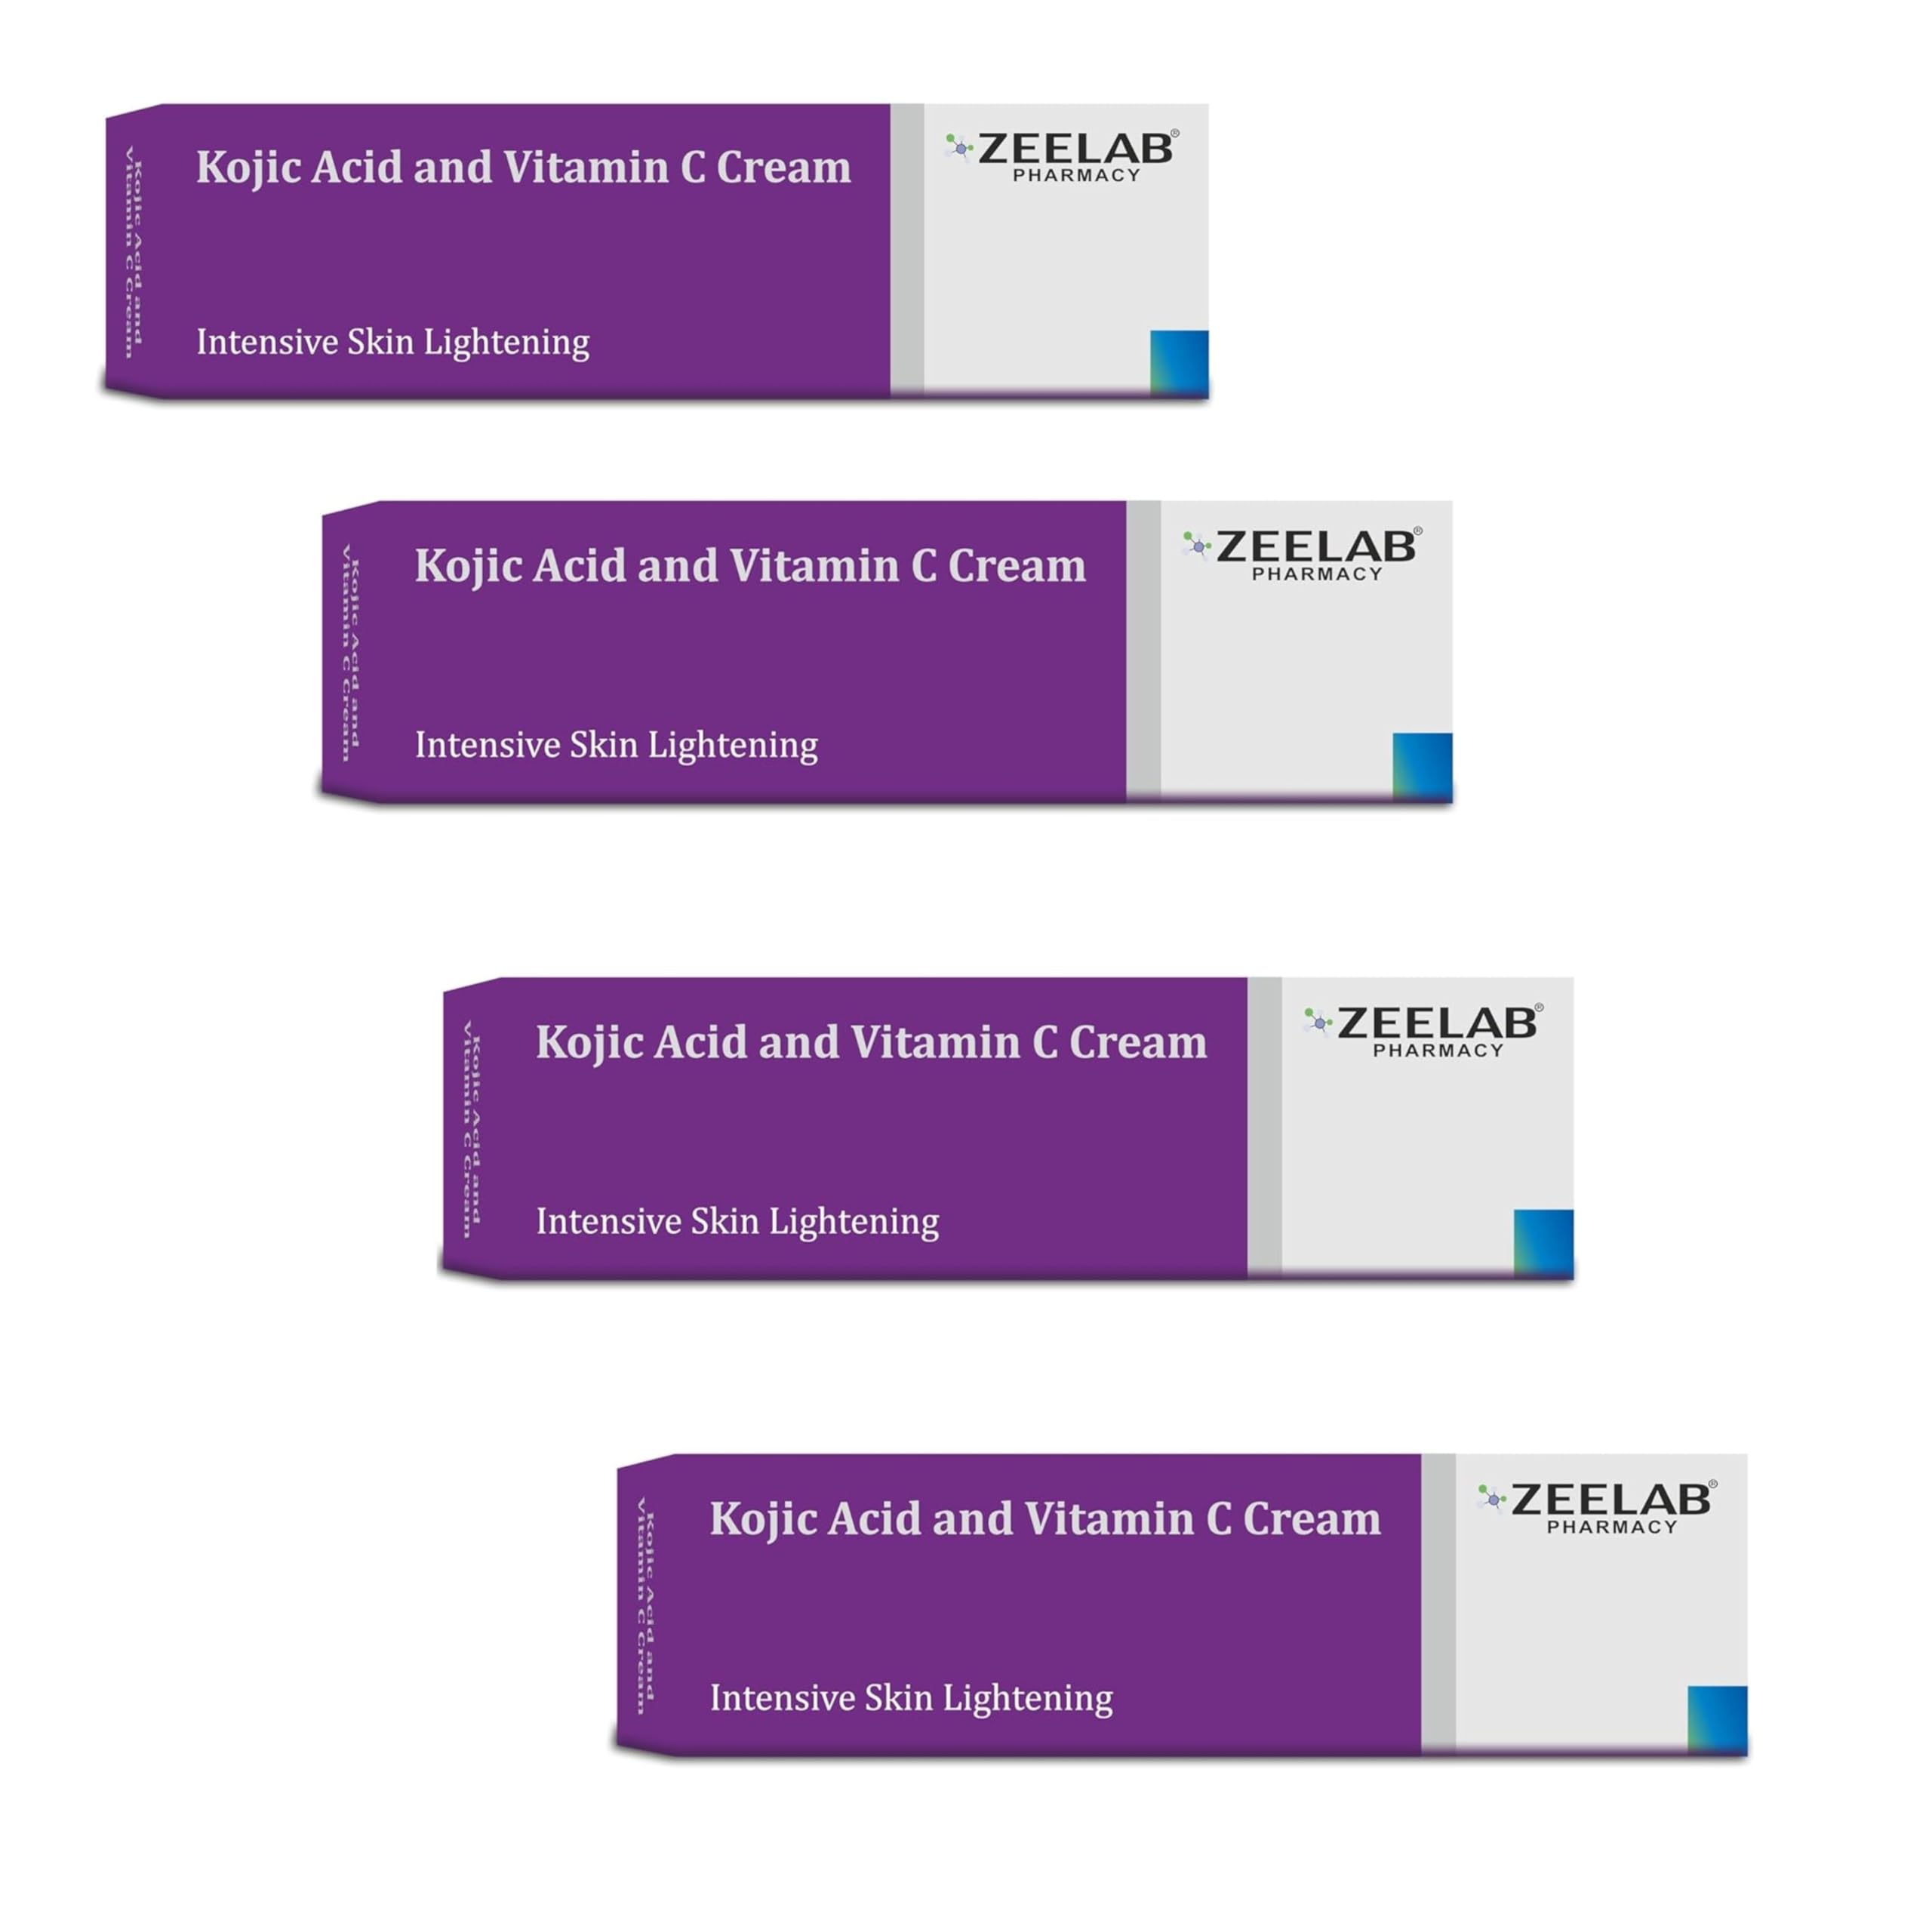 Kojic Acid and
Vitamin C Cream
Kojic Acid and Vitamin C Cream
Intensive Skin Lightening
ZEELAB®
PHARMACY
Kojic Acid and
Vitamin C Cream
Kojic Acid and Vitamin C Cream
Intensive Skin Lightening
ZEELAB®
PHARMACY
Kojic Acid and
Vitamin C Cream
Kojic Acid and Vitamin C Cream
Intensive Skin Lightening
ZEELAB®
PHARMACY
Kojic Acid and
Vitamin C Cream
Kojic Acid and Vitamin C Cream
Intensive Skin Lightening
ZEELAB®
PHARMACY